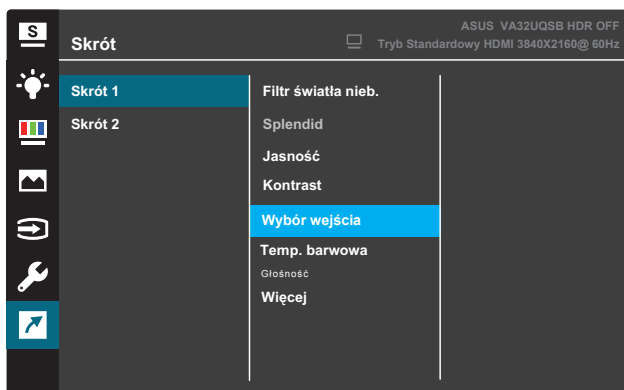 S
ASUS VA32UQSB HDR OFF
Skrót
Tryb Standardowy HDMI 3840X2160@ 60Hz
Skrót 1
Skrót 2
Filtr światła nieb.
Splendid
Jasność
Kontrast
Wybór wejścia
Temp. barwowa
Głośność
Więcej